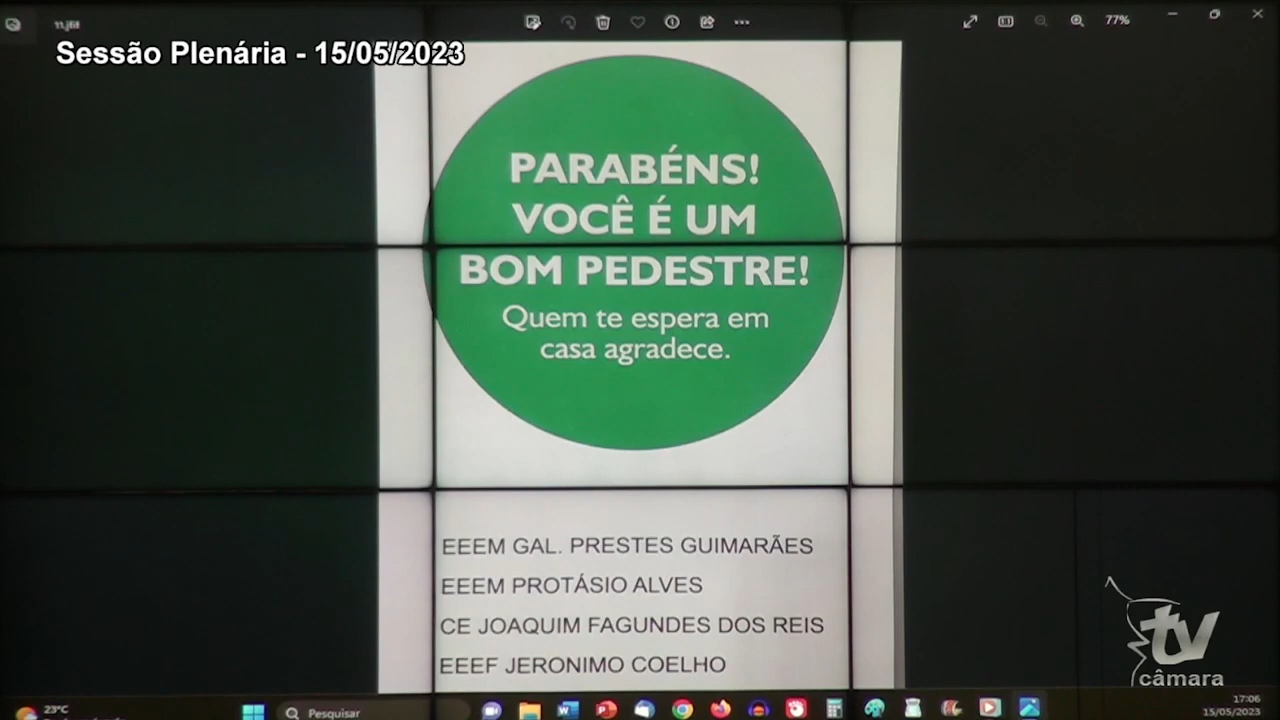 11.jfif
77%
Sessão Plenária - 15/05/2023
PARABÉNS!
VOCÊ É UM
BOM PEDESTRE!
Quem te espera em
casa agradece.
EEEM GAL. PRESTES GUIMARÃES
EEEM PROTÁSIO ALVES
CE JOAQUIM FAGUNDES DOS REIS
EEEF JERONIMO COELHO
tv
câmara
23°C
Pesquisar
17:06
15/05/2023